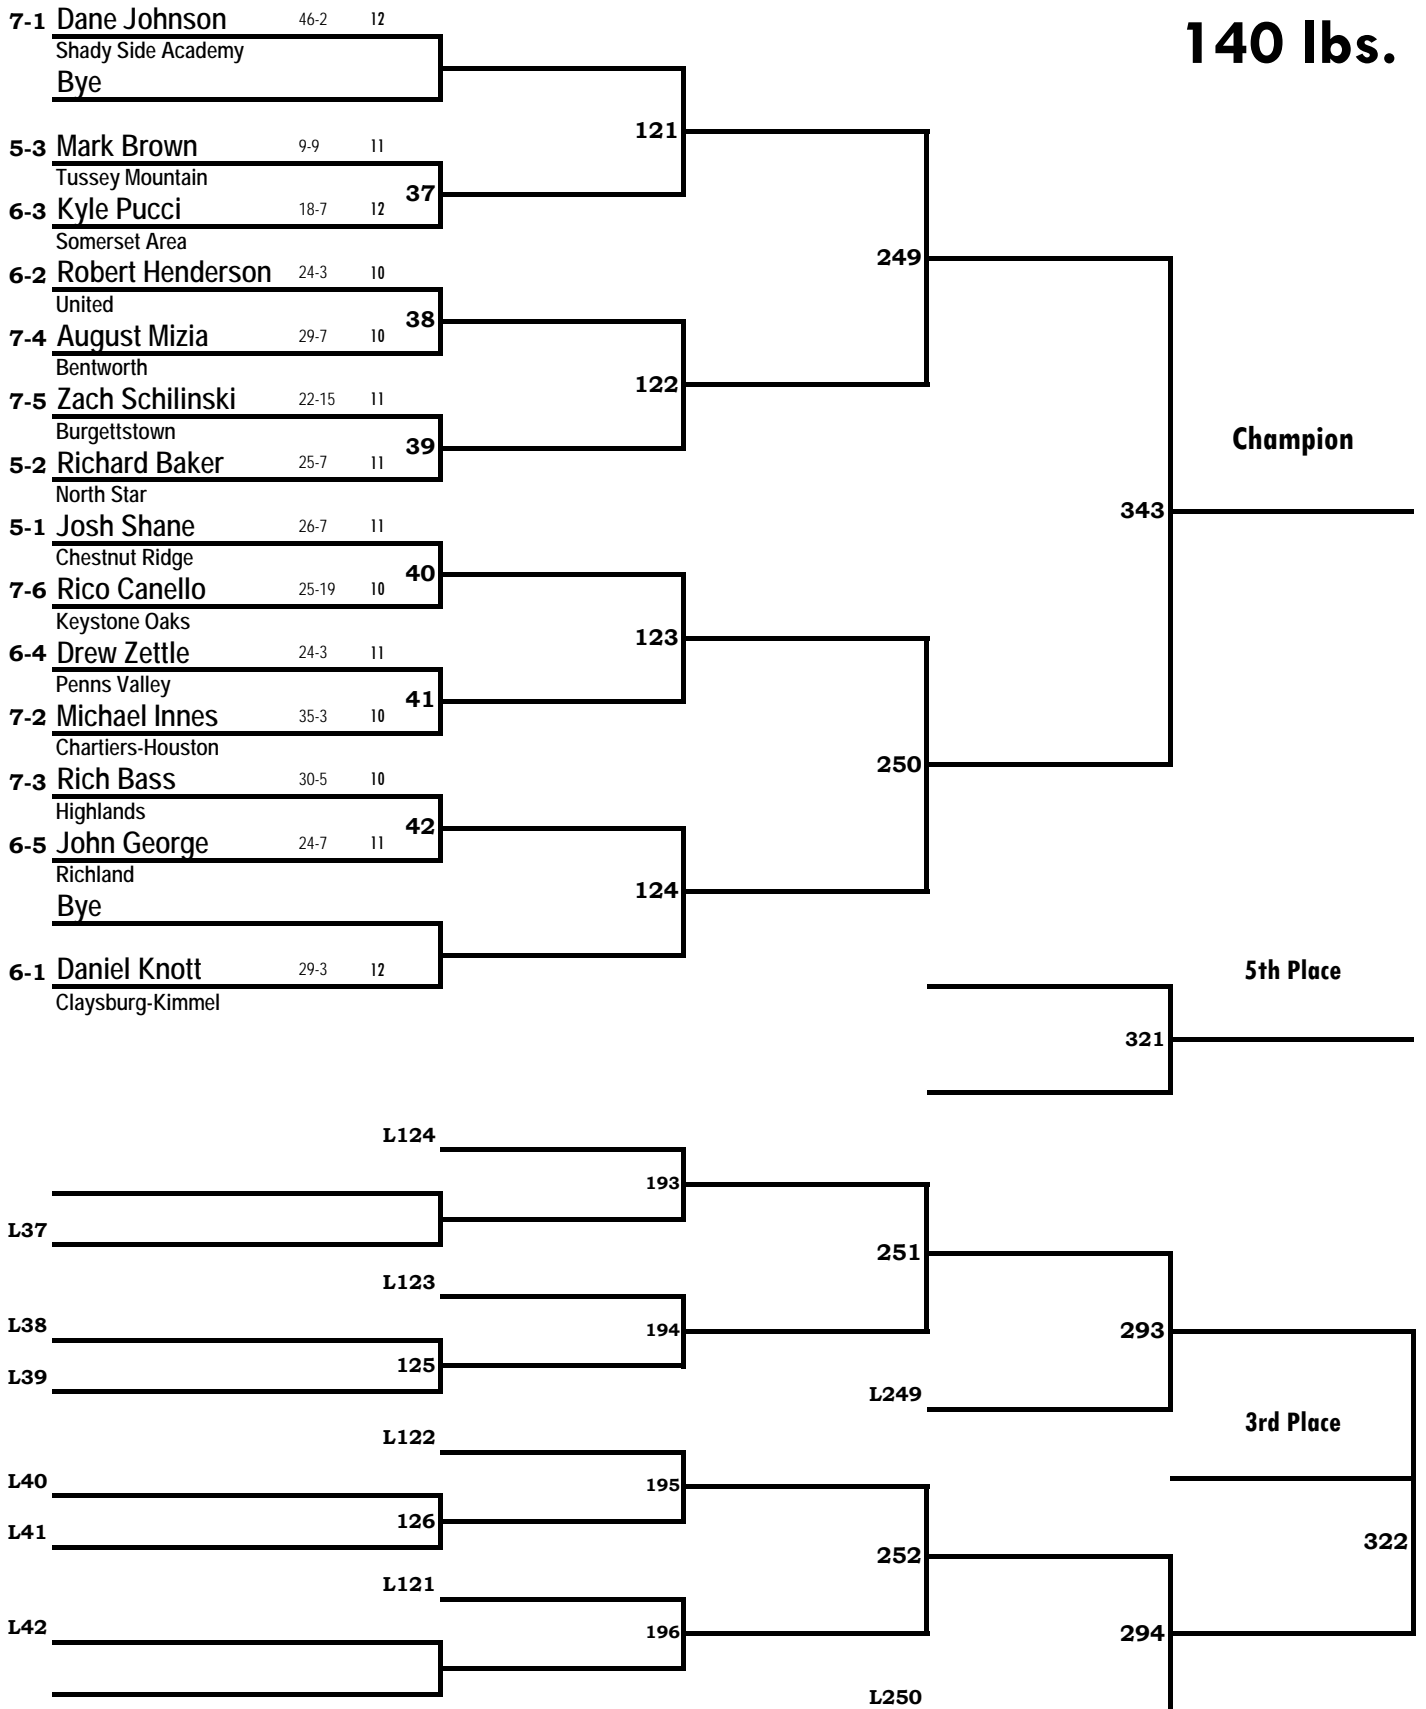 140 lbs.
7-1 Dane Johnson 46-2 12
Shady Side Academy
Bye
121
5-3 Mark Brown 9-9 11
Tussey Mountain
37
6-3 Kyle Pucci 18-7 12
Somerset Area
249
6-2 Robert Henderson 24-3 10
United
38
7-4 August Mizia 29-7 10
Bentworth
122
7-5 Zach Schilinski 22-15 11
Burgettstown
39
Champion
5-2 Richard Baker 25-7 11
North Star
343
5-1 Josh Shane 26-7 11
Chestnut Ridge
40
7-6 Rico Canello 25-19 10
Keystone Oaks
123
6-4 Drew Zettle 24-3 11
Penns Valley
41
7-2 Michael Innes 35-3 10
Chartiers-Houston
250
7-3 Rich Bass 30-5 10
Highlands
42
6-5 John George 24-7 11
Richland
124
Bye
6-1 Daniel Knott 29-3 12
5th Place
Claysburg-Kimmel
321
L124
193
L37
251
L123
L38
194
293
125
L39
L249
3rd Place
L122
L40
195
126
L41
322
252
L121
L42
196
294
L250